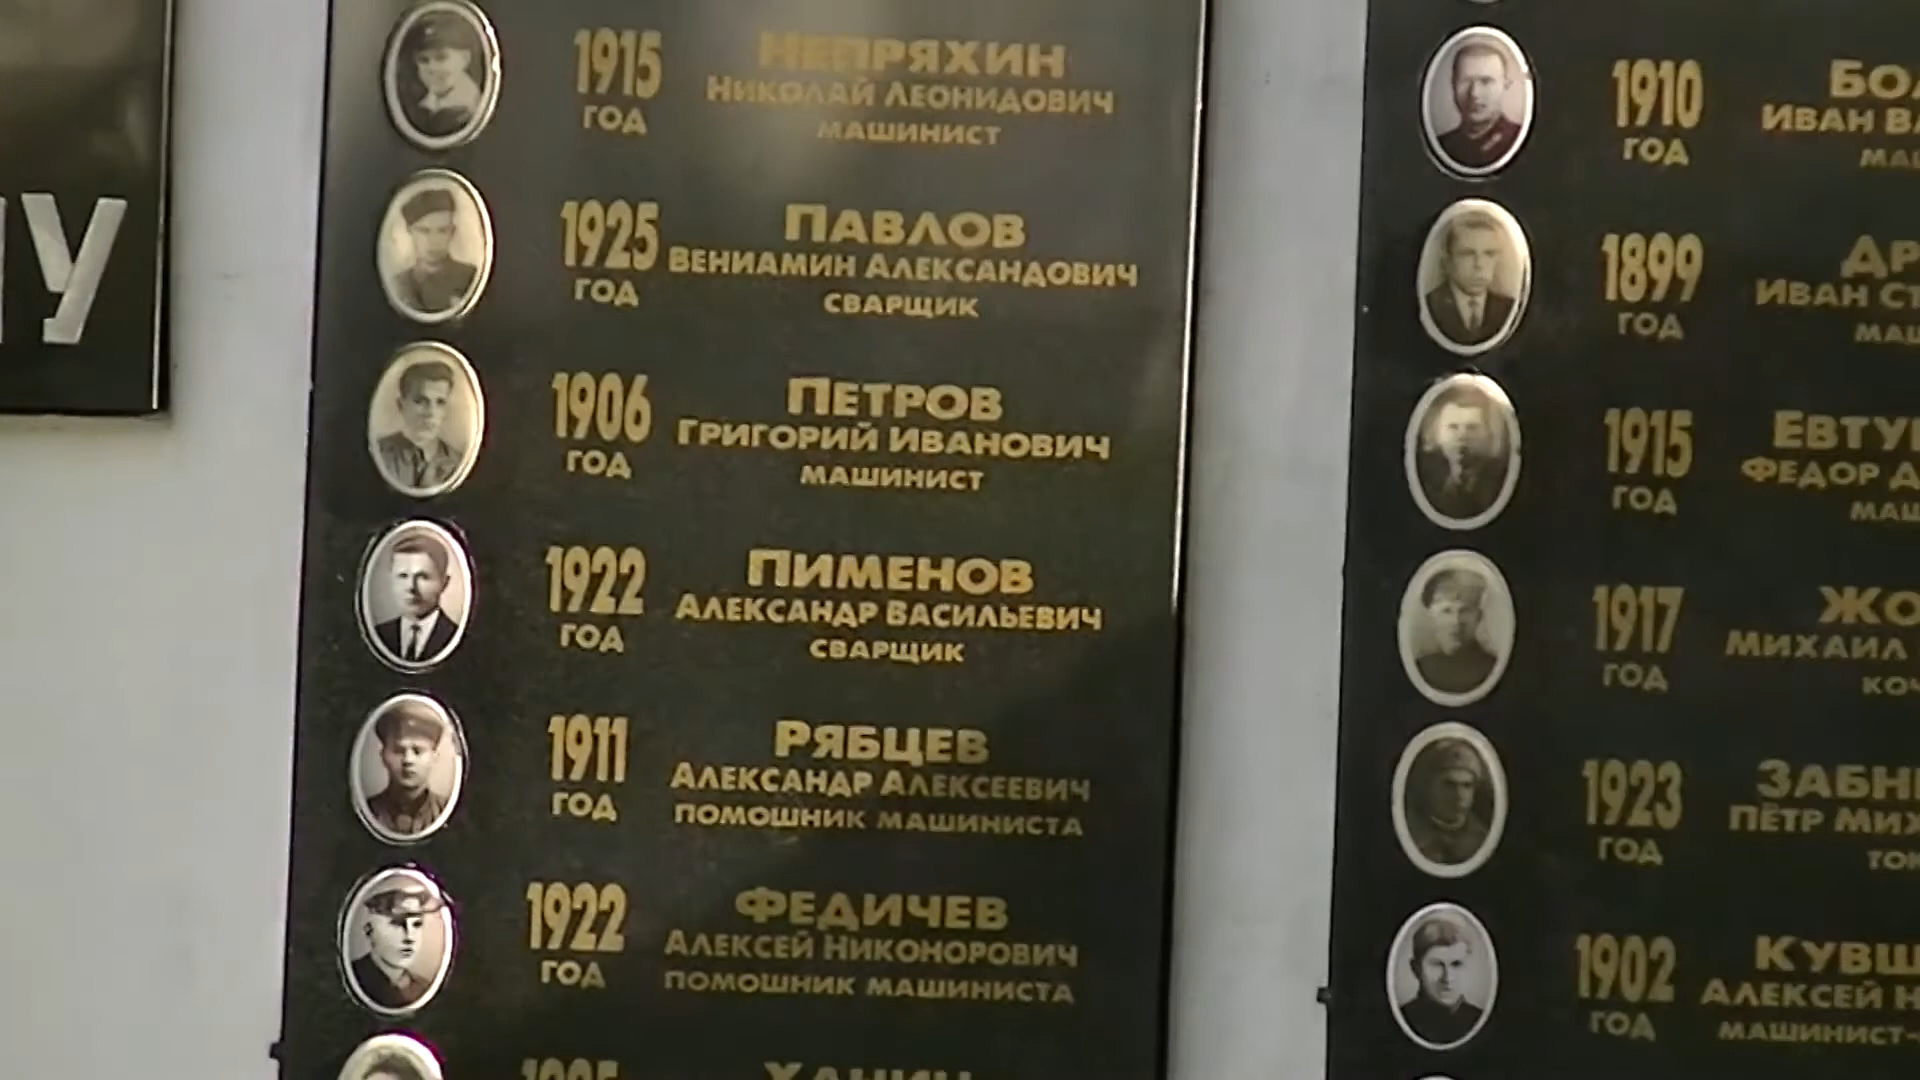 1915
ГОД
НЕПРЯХИН
НИКОЛАЙ ЛЕОНИДОВИЧ
МАШИНИСТ
1925
ГОД
ПАВЛОВ
ВЕНИАМИН АЛЕКСАНДОВИЧ
СВАРЩИК
1906
ГОД
ПЕТРОВ
ГРИГОРИЙ ИВАНОВИЧ
МАШИНИСТ
1922
ГОД
ПИМЕНОВ
АЛЕКСАНДР ВАСИЛЬЕВИЧ
СВАРЩИК
1911
ГОД
РЯБЦЕВ
АЛЕКСАНДР АЛЕКСЕЕВИЧ
ПОМОШНИК МАШИНИСТА
1922
ГОД
ФЕДИЧЕВ
АЛЕКСЕЙ НИКОНОРОВИЧ
ПОМОШНИК МАШИНИСТА
1910
ГОД
ИВАН
1899
ГОД
ИВАН
1915
ГОД
ФЕДОР
1917
ГОД
МИХАИЛ
1923
ГОД
ПЁТР
1902
ГОД
АЛЕКСЕЙ
МАШИНИСТ-